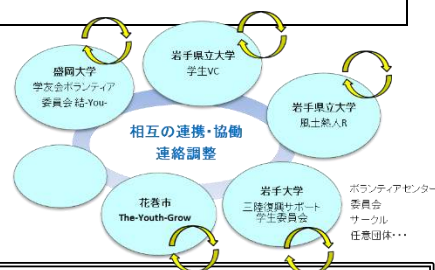 岩手県立大学
学生VC
盛岡大学
学友会ボランティア
委員会 結-You-
岩手県立大学
風土熱人R
相互の連携・協働
連絡調整
花巻市
The-Youth-Grow
岩手大学
三陸復興サポート
学生委員会
ボランティアセンター
委員会
サークル
任意団体・・・